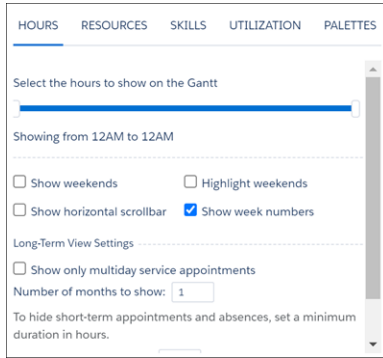 HOURS RESOURCES SKILLS UTILIZATION PALETTES
Select the hours to show on the Gantt
Showing from 12AM to 12AM
Show weekends Highlight weekends
Show horizontal scrollbar Show week numbers
Long-Term View Settings
Show only multiday service appointments
Number of months to show: 1
To hide short-term appointments and absences, set a minimum
duration in hours.